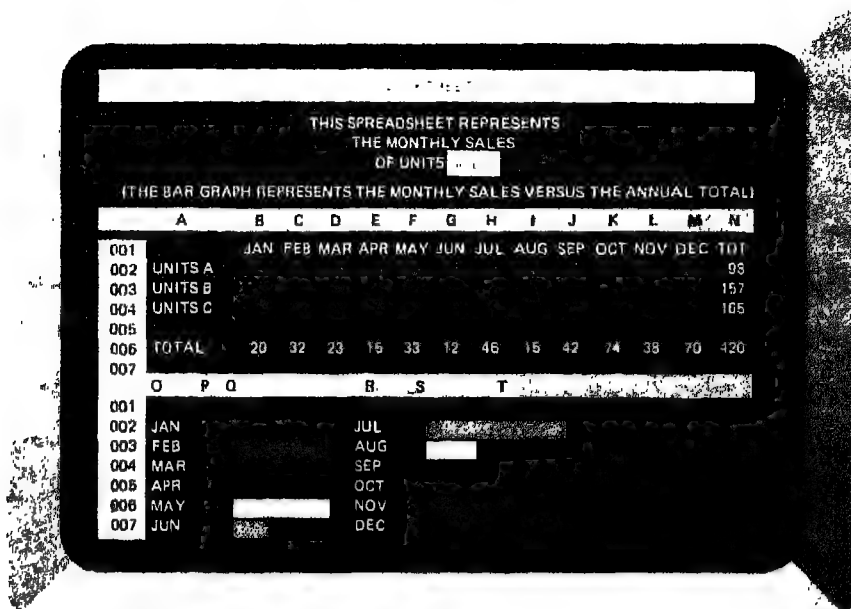 THIS SPREADSHEET REPRESENTS
THE MONTHLY SALES
OF UNITS
(THE BAR GRAPH REPRESENTS THE MONTHLY SALES VERSUS THE ANNUAL TOTAL)
A B C D E F G H I J K L M N
001 JAN FEB MAR APR MAY JUN JUL AUG SEP OCT NOV DEC TOT
002 UNITS A 98
003 UNITS B 157
004 UNITS C 165
005
006 TOTAL 20 32 23 15 33 12 46 15 42 74 38 70 420
007
O P Q R S T
001
002 JAN JUL
003 FEB AUG
004 MAR SEP
005 APR OCT
006 MAY NOV
007 JUN DEC